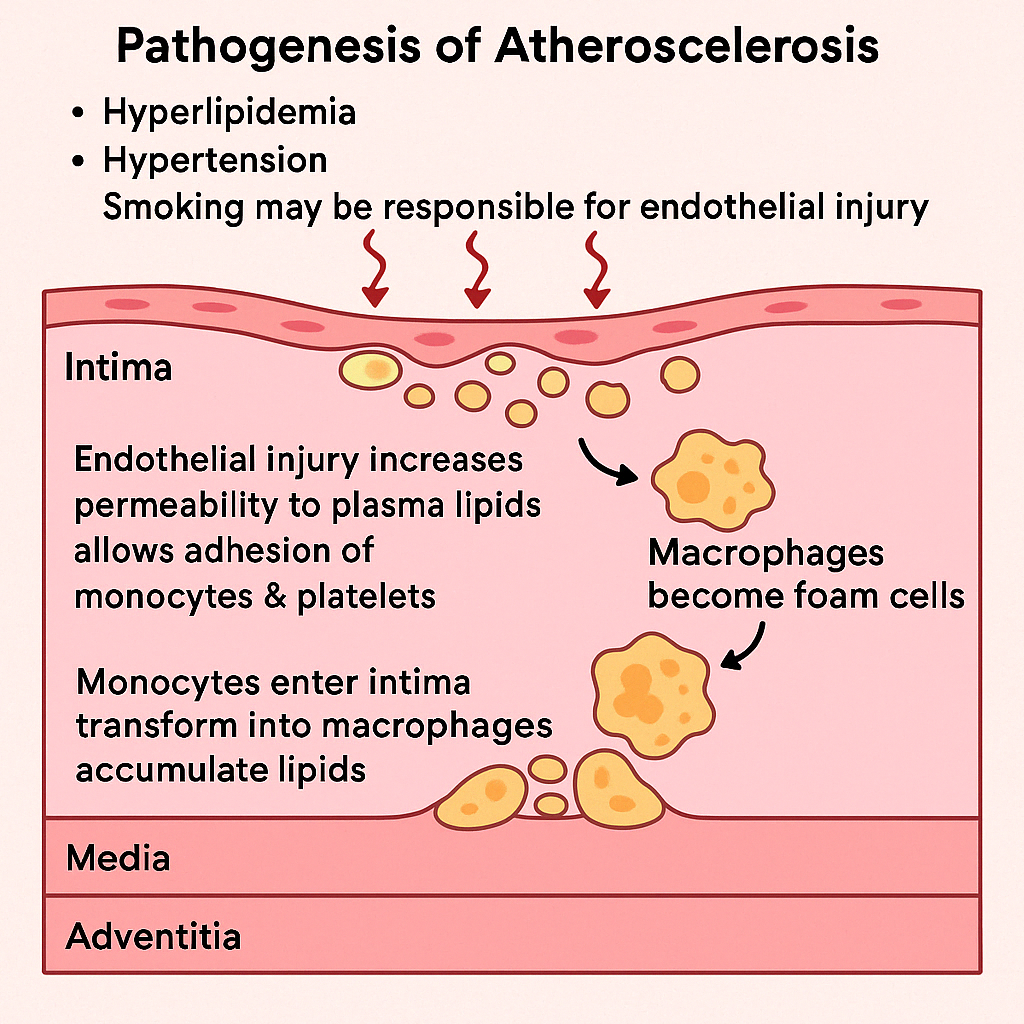 Pathogenesis of Atheroscelerosis
• Hyperlipidemia
• Hypertension
Smoking may be responsible for endothelial injury
Intima
Endothelial injury increases
permeability to plasma lipids
allows adhesion of
monocytes & platelets
Macrophages
become foam cells
Monocytes enter intima
transform into macrophages
accumulate lipids
Media
Adventitia